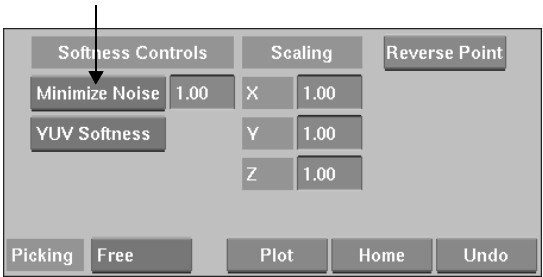 Softness Controls Scaling Reverse Point
Minimize Noise 1.00 X 1.00
YUV Softness Y 1.00
Z 1.00
Picking Free Plot Home Undo